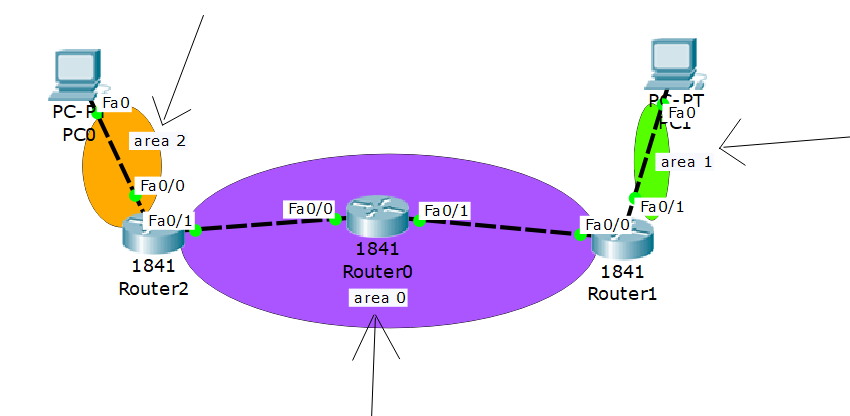 Fa0
PC-P
PC0
area 2
Fa0/0
Fa0/1
1841
Router2
Fa0/0
Fa0/1
1841
Router0
area 0
PC-PT
Fa0
PC1
area 1
Fa0/1
Fa0/0
1841
Router1